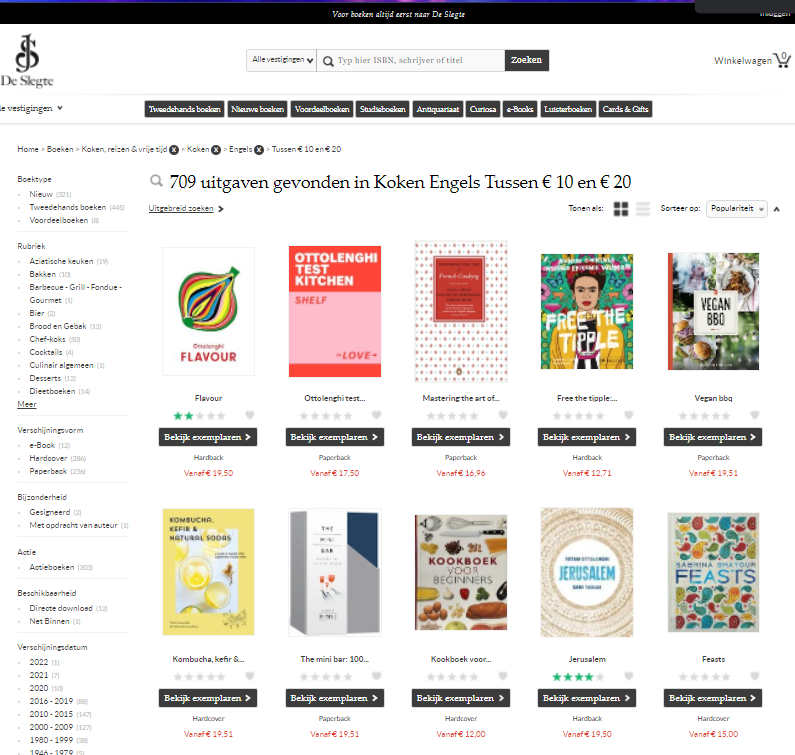 Voor boeken altijd eerst naar De Slegte
Inloggen
De Slegte
Alle vestigingen
Typ hier ISBN, schrijver of titel
Zoeken
Winkelwagen 0
le vestigingen
Tweedehands boeken Nieuwe boeken Voordeelboeken Studieboeken Antiquariaat Curiosa e-Books Luisterboeken Cards & Gifts
Home > Boeken > Koken, reizen & vrije tijd x > Koken x > Engels x > Tussen € 10 en € 20
Boektype
Nieuw (321)
Tweedehands boeken (445)
Voordeelboeken (8)
Rubriek
Aziatische keuken (19)
Bakken (10)
Barbecue - Grill - Fondue -
Gourmet (1)
Bier (2)
Brood en Gebak (13)
Chef-koks (50)
Cocktails (4)
Culinair algemeen (1)
Desserts (12)
Dieetboeken (14)
Meer
Verschijningsvorm
e-Book (12)
Hardcover (286)
Paperback (236)
Bijzonderheid
Gesigneerd (2)
Met opdracht van auteur (1)
Actie
Actieboeken (303)
Beschikbaarheid
Directe download (12)
Net Binnen (1)
Verschijningsdatum
2022 (1)
2021 (7)
2020 (10)
2016 - 2019 (88)
2010 - 2015 (147)
2000 - 2009 (127)
1980 - 1999 (38)
1946 - 1979 (5)
709 uitgaven gevonden in Koken Engels Tussen € 10 en € 20
Uitgebreid zoeken
Tonen als:
Sorteer op: Populariteit
Ottolenghi
FLAVOUR
OTTOLENGHI
TEST
KITCHEN
SHELF
~LOVE~
French Cooking
FREE THE
TIPPLE
VEGAN
BBQ
Flavour
Ottolenghi test...
Mastering the art of...
Free the tipple:...
Vegan bbq
Bekijk exemplaren
Bekijk exemplaren
Bekijk exemplaren
Bekijk exemplaren
Bekijk exemplaren
Hardback
Paperback
Paperback
Hardback
Paperback
Vanaf € 19,50
Vanaf € 17,50
Vanaf € 16,96
Vanaf € 12,71
Vanaf € 19,51
KOMBUCHA,
KEFIR &
NATURAL SODAS
THE
MINI
BAR
KOOKBOEK
VOOR
BEGINNERS
YOTAM OTTOLENGHI
JERUSALEM
SAMI TAMIMI
SABRINA GHAYOUR
FEASTS
Kombucha, kefir &...
The mini bar: 100...
Kookboek voor...
Jerusalem
Feasts
Bekijk exemplaren
Bekijk exemplaren
Bekijk exemplaren
Bekijk exemplaren
Bekijk exemplaren
Hardcover
Paperback
Hardcover
Hardback
Hardcover
Vanaf € 19,51
Vanaf € 19,51
Vanaf € 12,00
Vanaf € 19,50
Vanaf € 15,00